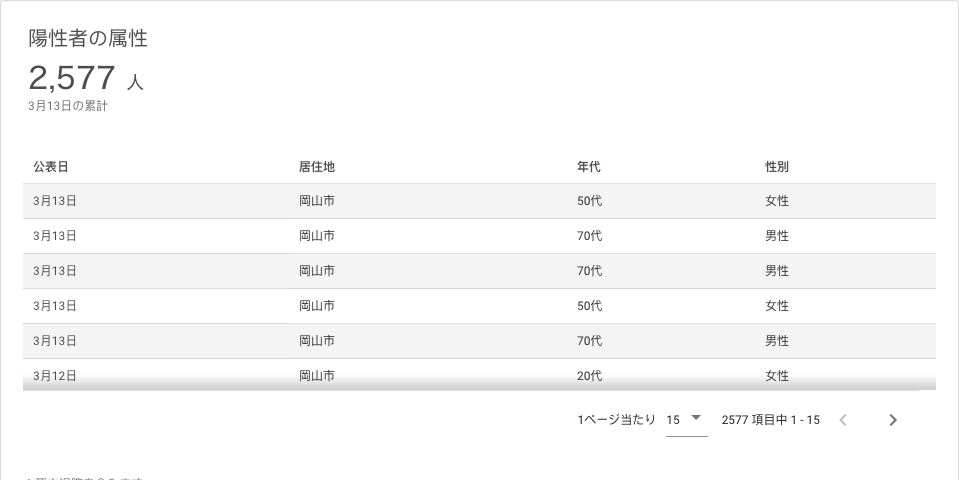 陽性者の属性
2,577 人
3月13日の累計
公表日 居住地 年代 性別
3月13日 岡山市 50代 女性
3月13日 岡山市 70代 男性
3月13日 岡山市 70代 男性
3月13日 岡山市 50代 女性
3月13日 岡山市 70代 男性
3月12日 岡山市 20代 女性
1ページ当たり 15 2577 項目中 1 - 15